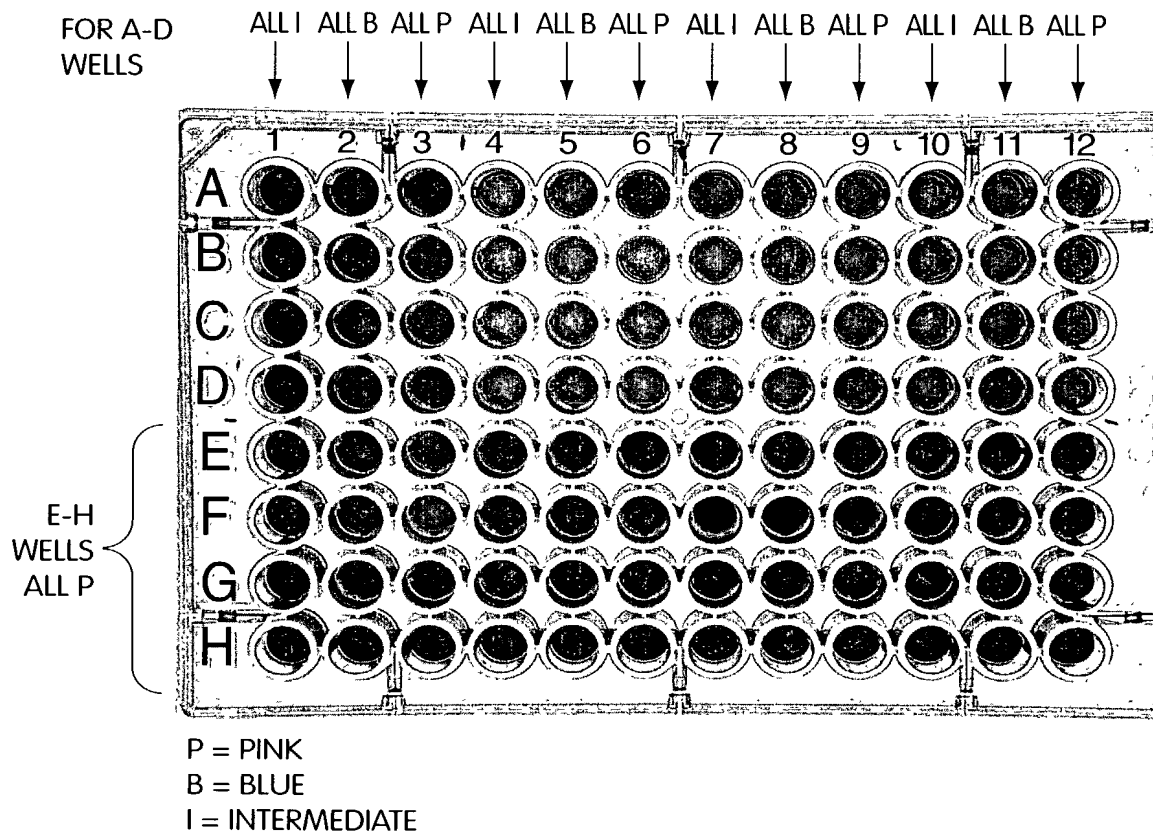 FOR A-D
WELLS
ALL I ALL B ALL P ALL I ALL B ALL P ALL I ALL B ALL P ALL I ALL B ALL P
1 2 3 4 5 6 7 8 9 10 11 12
A
B
C
D
E
F
G
H
E-H
WELLS
ALL P
P = PINK
B = BLUE
I = INTERMEDIATE